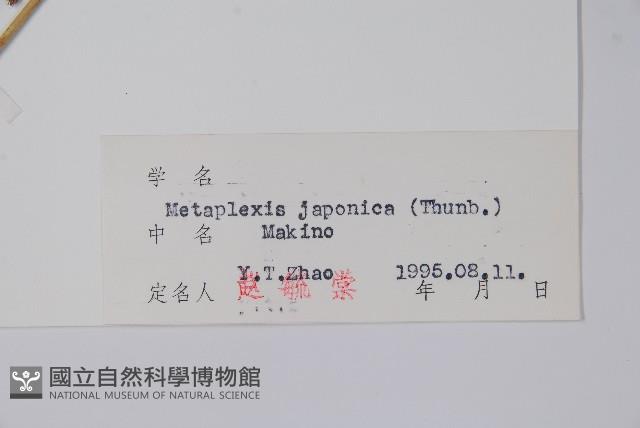 学 名
Metaplexis japonica (Thunb.)
中 名 Makino
Y.T.Zhao 1995.08.11.
定名人 赵毓棠 年 月 日
國立自然科學博物館
NATIONAL MUSEUM OF NATURAL SCIENCE